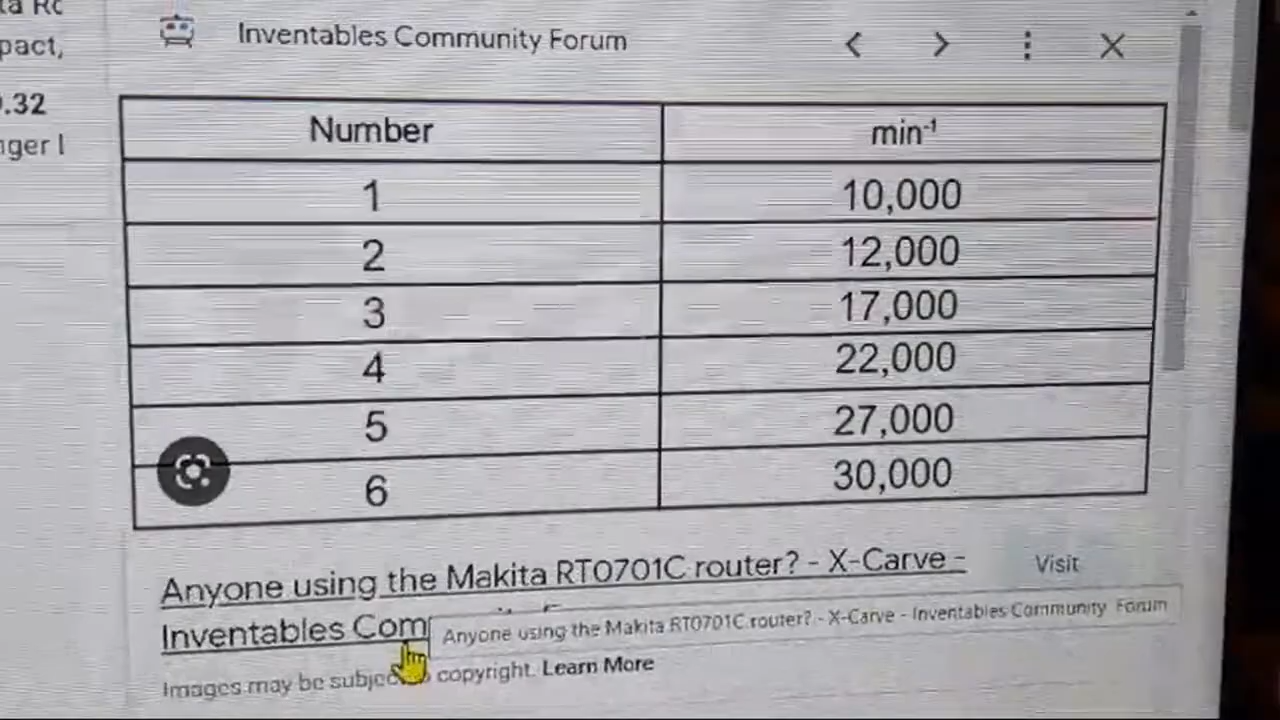 pact,
Inventables Community Forum
.32
Number min⁻¹
1 10,000
2 12,000
3 17,000
4 22,000
5 27,000
6 30,000
Anyone using the Makita RT0701C router? - X-Carve -
Visit
Inventables Com
Anyone using the Makita RT0701C router? - X-Carve - Inventables Community Forum
Images may be subjec copyright. Learn More